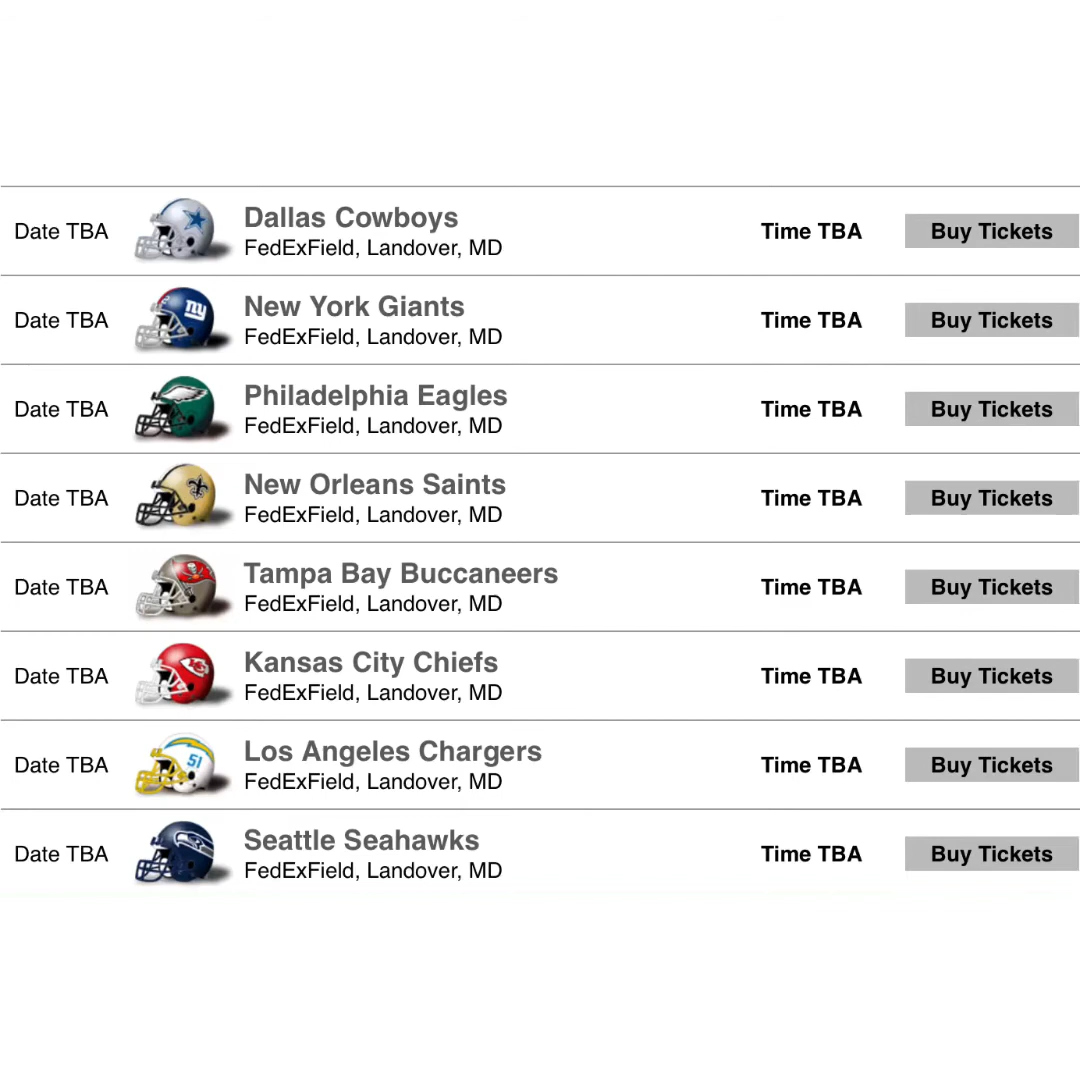 Date TBA
Dallas Cowboys
FedExField, Landover, MD
Time TBA
Buy Tickets
Date TBA
ny
New York Giants
FedExField, Landover, MD
Time TBA
Buy Tickets
Date TBA
Philadelphia Eagles
FedExField, Landover, MD
Time TBA
Buy Tickets
Date TBA
New Orleans Saints
FedExField, Landover, MD
Time TBA
Buy Tickets
Date TBA
Tampa Bay Buccaneers
FedExField, Landover, MD
Time TBA
Buy Tickets
Date TBA
Kansas City Chiefs
FedExField, Landover, MD
Time TBA
Buy Tickets
Date TBA
51
Los Angeles Chargers
FedExField, Landover, MD
Time TBA
Buy Tickets
Date TBA
Seattle Seahawks
FedExField, Landover, MD
Time TBA
Buy Tickets